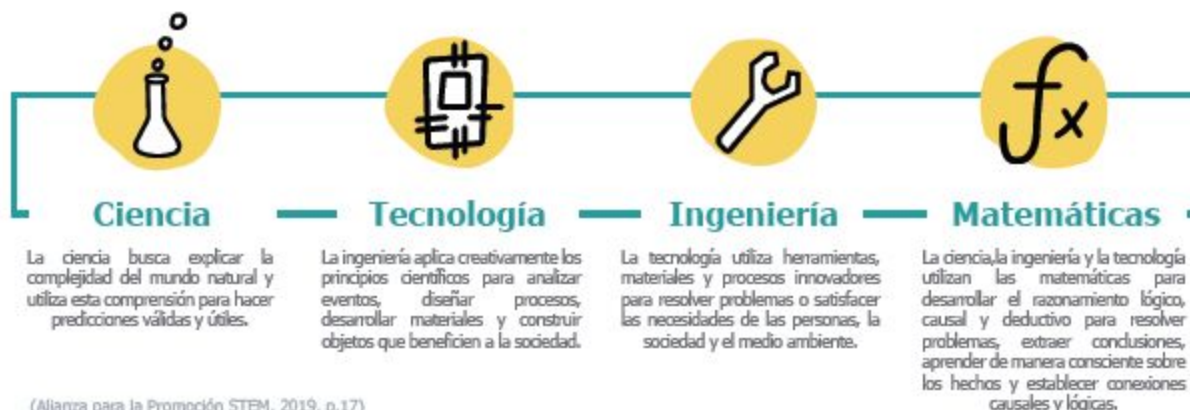 fx
Ciencia
La ciencia busca explicar la
complejidad del mundo natural y
utiliza esta comprensión para hacer
predicciones válidas y útiles.
Tecnología
La ingeniería aplica creativamente los
principios científicos para analizar
eventos, diseñar procesos,
desarrollar materiales y construir
objetos que beneficien a la sociedad.
Ingeniería
La tecnología utiliza herramientas,
materiales y procesos innovadores
para resolver problemas o satisfacer
las necesidades de las personas, la
sociedad y el medio ambiente.
Matemáticas
La ciencia,la ingeniería y la tecnología
utilizan las matemáticas para
desarrollar el razonamiento lógico,
causal y deductivo para resolver
problemas, extraer conclusiones,
aprender de manera consciente sobre
los hechos y establecer conexiones
causales y lógicas.
(Alianza para la Promoción STEM, 2019, p.17)